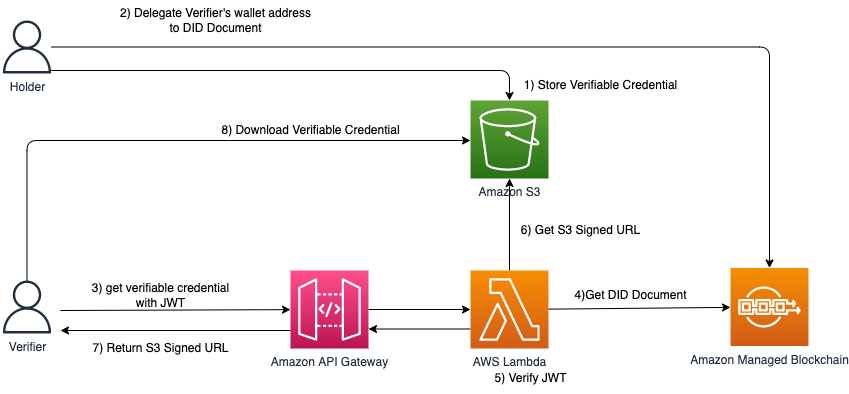 2) Delegate Verifier's wallet address
to DID Document
Holder
1) Store Verifiable Credential
8) Download Verifiable Credential
Amazon S3
6) Get S3 Signed URL
3) get verifiable credential
with JWT
4)Get DID Document
Verifier
7) Return S3 Signed URL
Amazon API Gateway
AWS Lambda
Amazon Managed Blockchain
5) Verify JWT